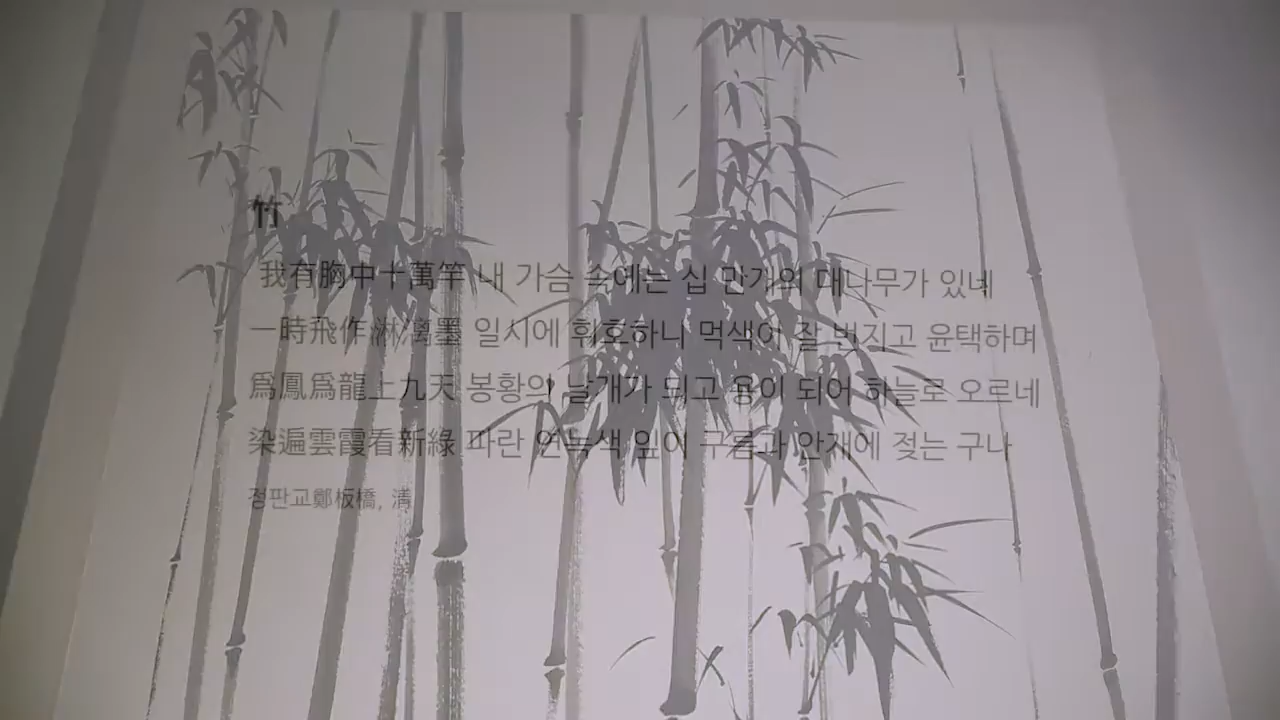 竹
我有胸中十萬竿 내 가슴 속에는 십 만개의 대나무가 있네
一時飛作淋漓墨 일시에 휘호하니 먹색이 잘 번지고 윤택하며
爲鳳爲龍上九天 봉황의 날개가 되고 용이 되어 하늘로 오르네
染遍雲霞看新綠 파란 연녹색 잎이 구름과 안개에 젖는 구나
정판교鄭板橋, 清